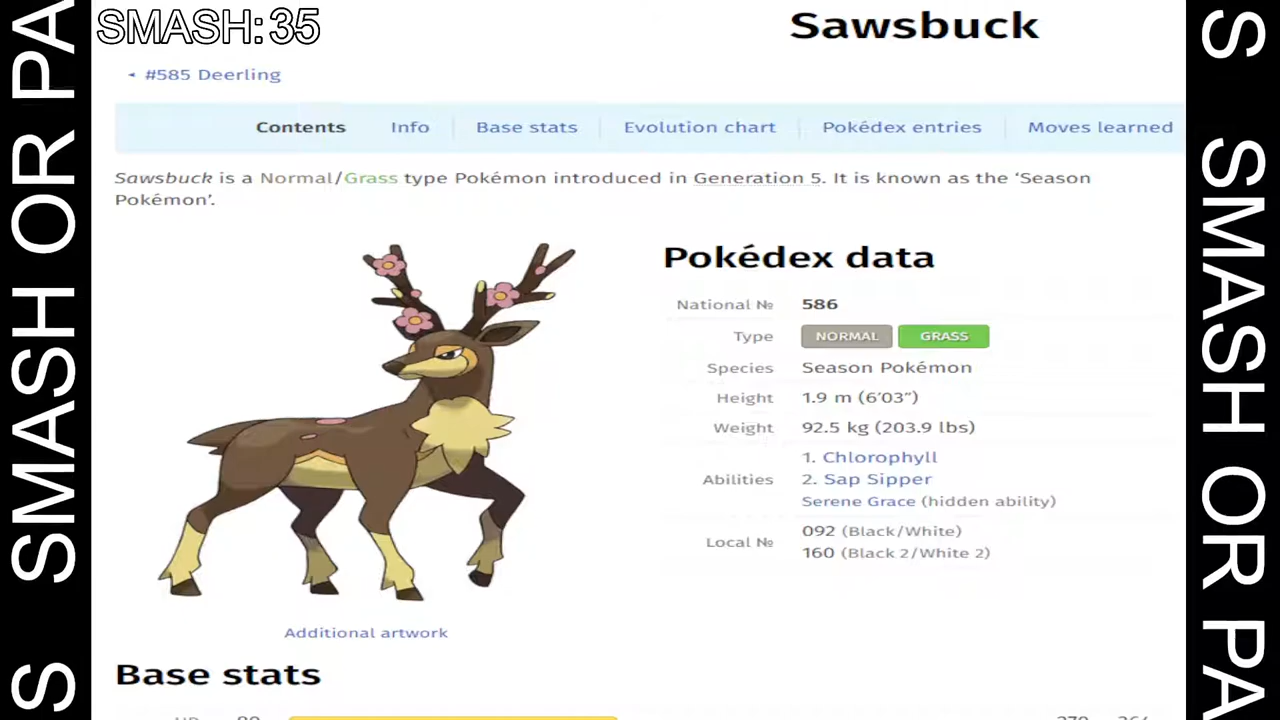 SMASH: 35
Sawsbuck
◂ #585 Deerling
Contents Info Base stats Evolution chart Pokédex entries Moves learned
Sawsbuck is a Normal/Grass type Pokémon introduced in Generation 5. It is known as the ‘Season
Pokémon’.
Pokédex data
National № 586
Type NORMAL GRASS
Species Season Pokémon
Height 1.9 m (6′03″)
Weight 92.5 kg (203.9 lbs)
Abilities 1. Chlorophyll
2. Sap Sipper
Serene Grace (hidden ability)
Local № 092 (Black/White)
160 (Black 2/White 2)
Additional artwork
Base stats
S SMASH OR PA
S SMASH OR PA